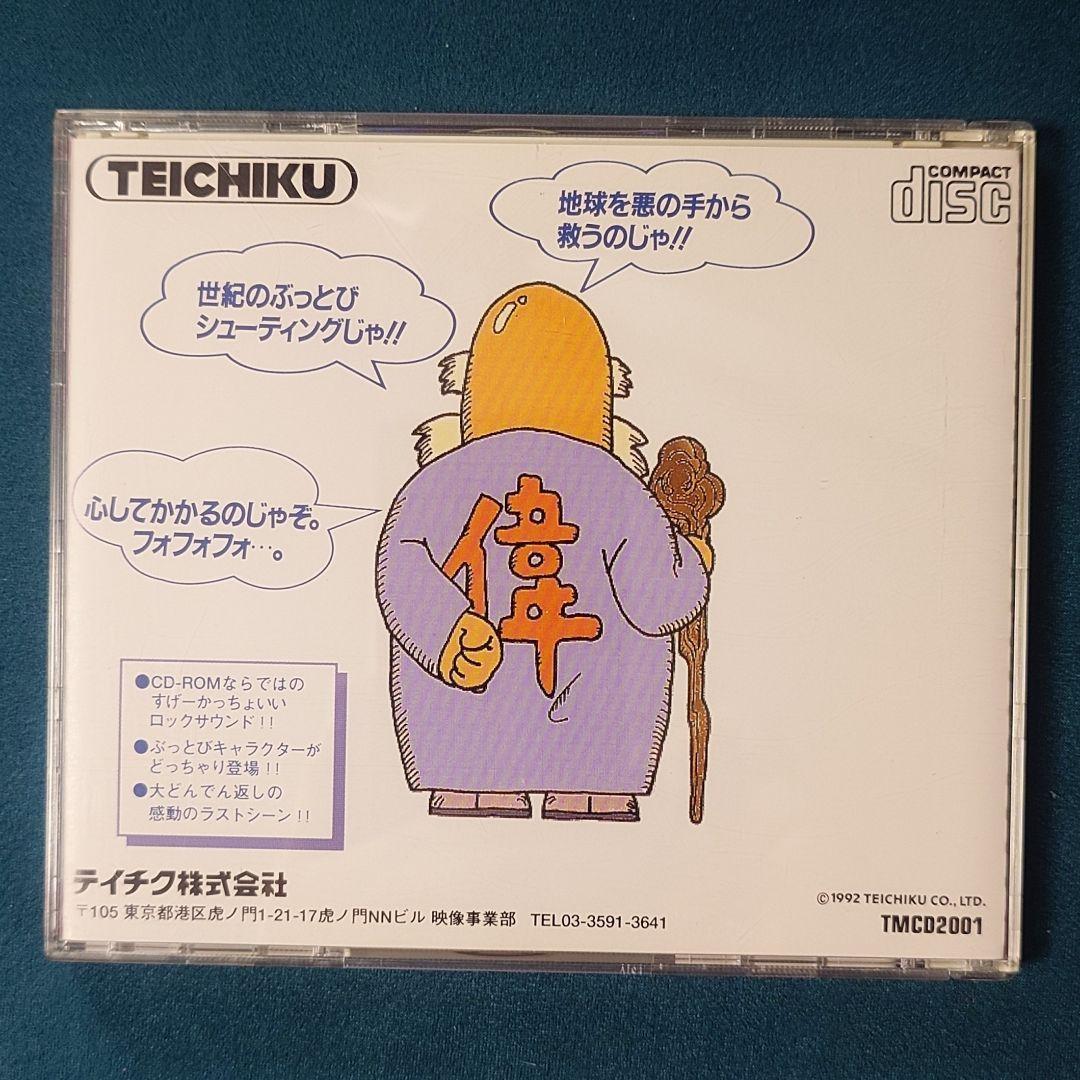 TEICHIKU
COMPACT
disc
地球を悪の手から
救うのじゃ!!
世紀のぶっとび
シューティングじゃ!!
心してかかるのじゃぞ。
フォフォフォ…。
偉
●CD-ROMならではの
すげーかっちょいい
ロックサウンド!!
●ぶっとびキャラクターが
どっちゃり登場!!
●大どんでん返しの
感動のラストシーン!!
テイチク株式会社
〒105 東京都港区虎ノ門1-21-17虎ノ門NNビル 映像事業部 TEL03-3591-3641
©1992 TEICHIKU CO., LTD.
TMCD2001